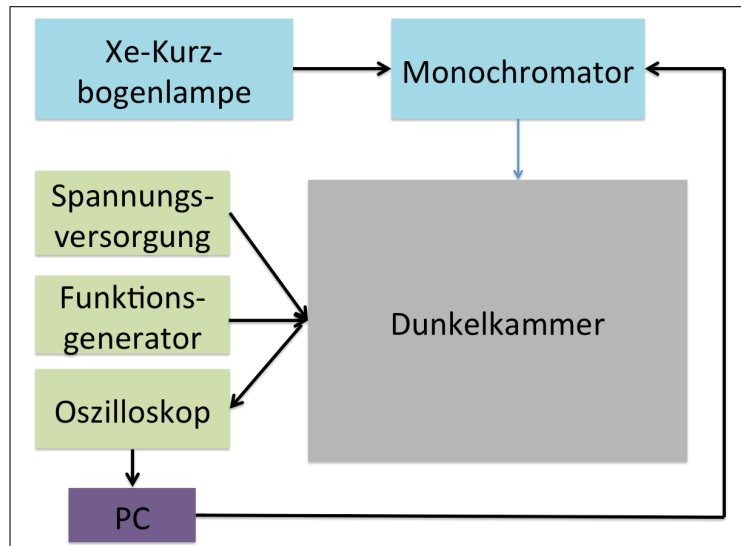 Xe-Kurz-
bogenlampe
Monochromator
Spannungs-
versorgung
Funktions-
generator
Dunkelkammer
Oszilloskop
PC